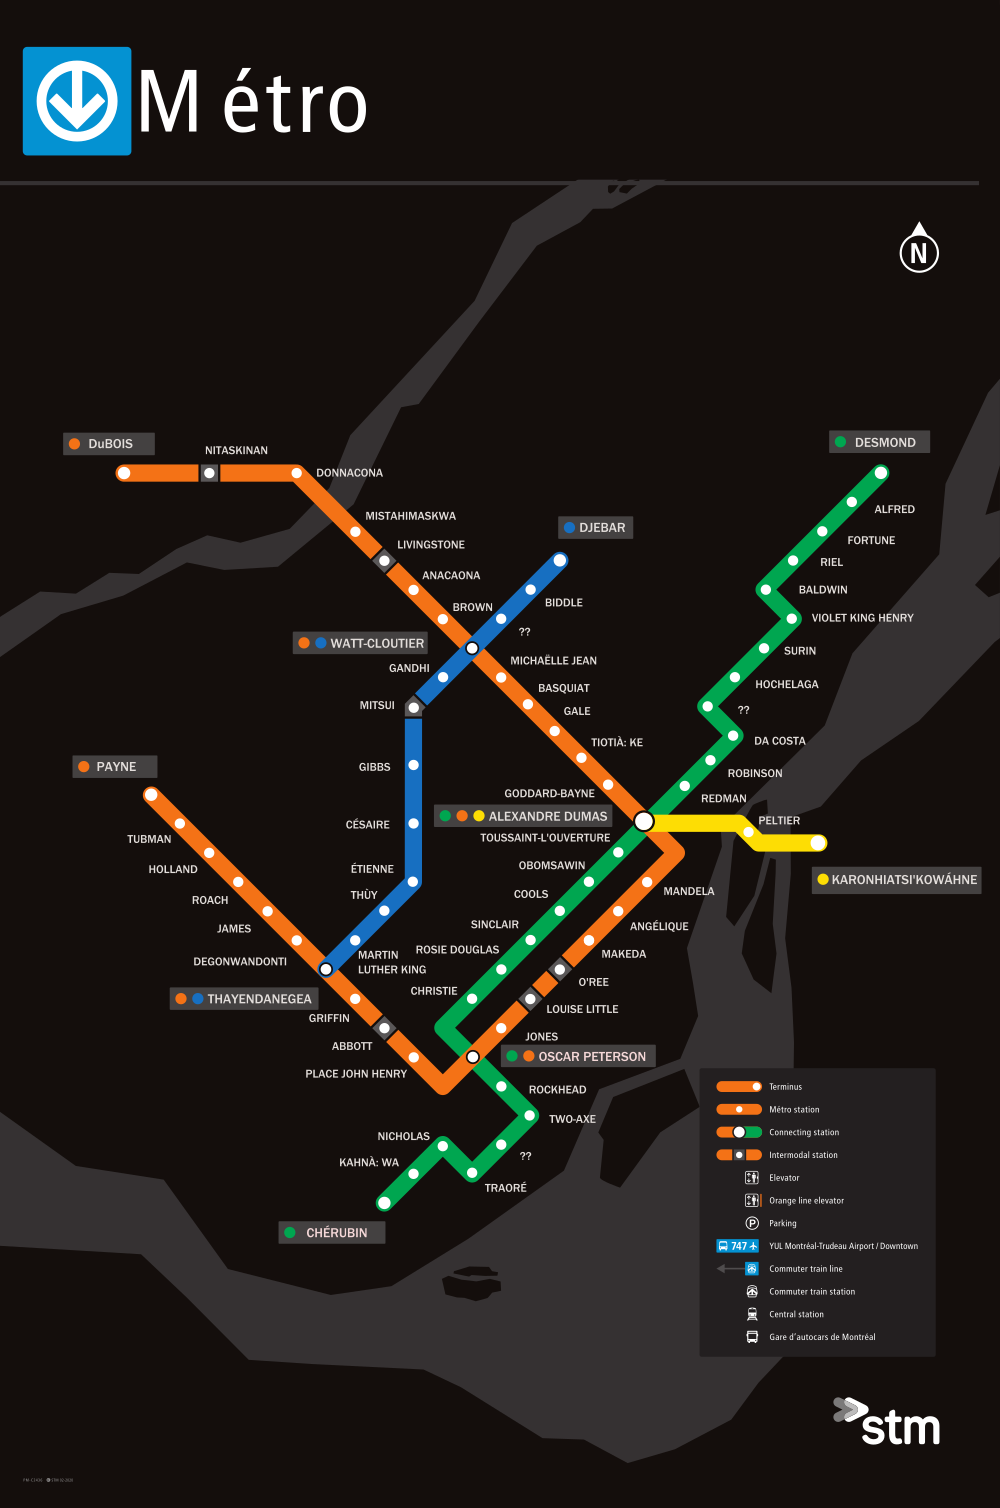 Métro
N
DuBOIS
NITASKINAN
DONNACONA
DESMOND
ALFRED
MISTAHIMASKWA
DJEBAR
FORTUNE
LIVINGSTONE
RIEL
ANACAONA
BALDWIN
BROWN
BIDDLE
VIOLET KING HENRY
??
WATT-CLOUTIER
SURIN
MICHAËLLE JEAN
GANDHI
HOCHELAGA
BASQUIAT
MITSUI
GALE
??
TIOTIÀ: KE
DA COSTA
PAYNE
GIBBS
ROBINSON
GODDARD-BAYNE
REDMAN
ALEXANDRE DUMAS
PELTIER
CÉSAIRE
TUBMAN
TOUSSAINT-L'OUVERTURE
HOLLAND
ÉTIENNE
OBOMSAWIN
KARONHIATSI'KOWÁHNE
THÙY
COOLS
MANDELA
ROACH
JAMES
SINCLAIR
ANGÉLIQUE
ROSIE DOUGLAS
MAKEDA
DEGONWANDONTI
MARTIN
LUTHER KING
O'REE
THAYENDANEGEA
CHRISTIE
LOUISE LITTLE
GRIFFIN
JONES
ABBOTT
OSCAR PETERSON
PLACE JOHN HENRY
ROCKHEAD
TWO-AXE
NICHOLAS
??
KAHNÀ: WA
TRAORÉ
CHÉRUBIN
Terminus
Métro station
Connecting station
Intermodal station
Elevator
Orange line elevator
P Parking
747 YUL Montréal-Trudeau Airport / Downtown
Commuter train line
Commuter train station
Central station
Gare d'autocars de Montréal
stm